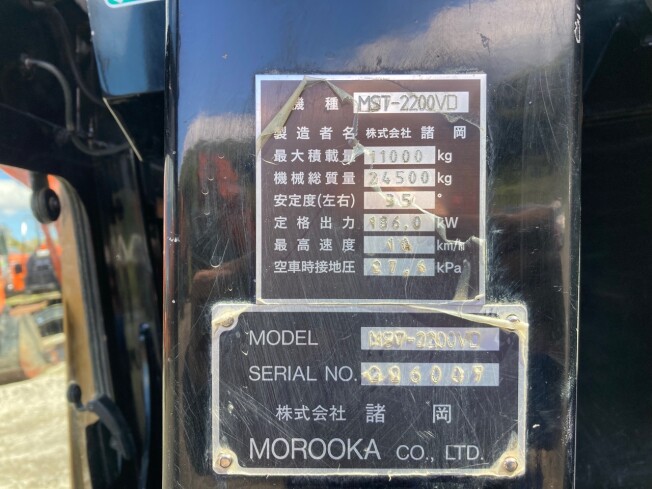 機種 MST-2200VD
製造者名 株式会社 諸岡
最大積載量 11000 kg
機械総質量 24500 kg
安定度(左右) 35°
定格出力 kW
最高速度 km/h
空車時接地圧 kPa
MODEL MST-2200VD
SERIAL NO.
株式会社 諸岡
MOROOKA CO., LTD.